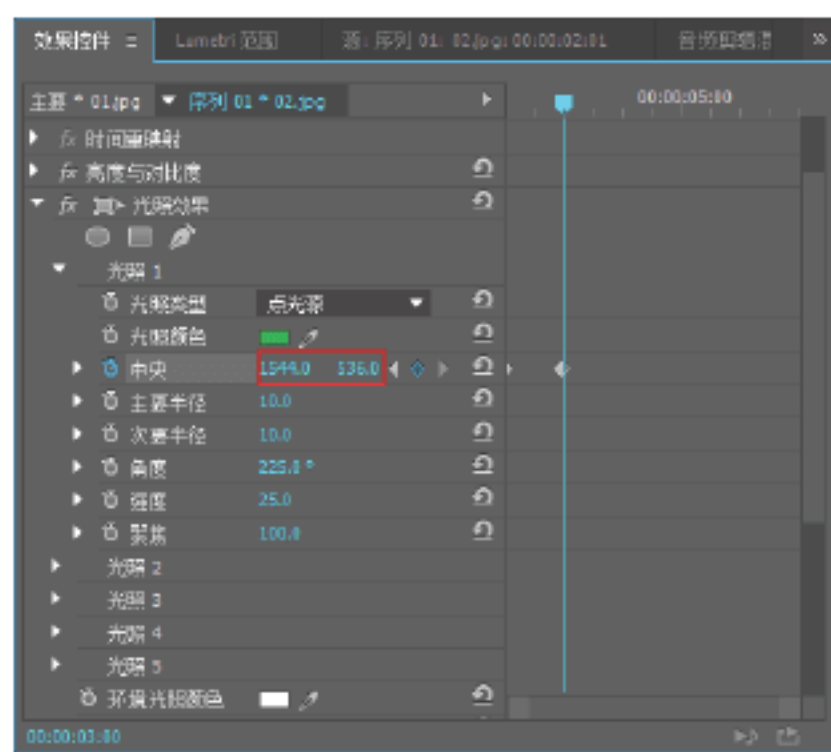 效果控件 ≡ Lumetri 范围 源: 序列 01: 02.jpg: 00:00:02:01 音频剪辑混 »
主要 * 01.jpg 序列 01 * 02.jpg 00:00:05:00
fx 时间重映射
fx 亮度与对比度
fx 光照效果
光照 1
光照类型 点光源
光照颜色
中央 536.0
主要半径 10.0
次要半径 10.0
角度 225.0 °
强度 25.0
聚焦 100.0
光照 2
光照 3
光照 4
光照 5
环境光照颜色
00:00:03:00